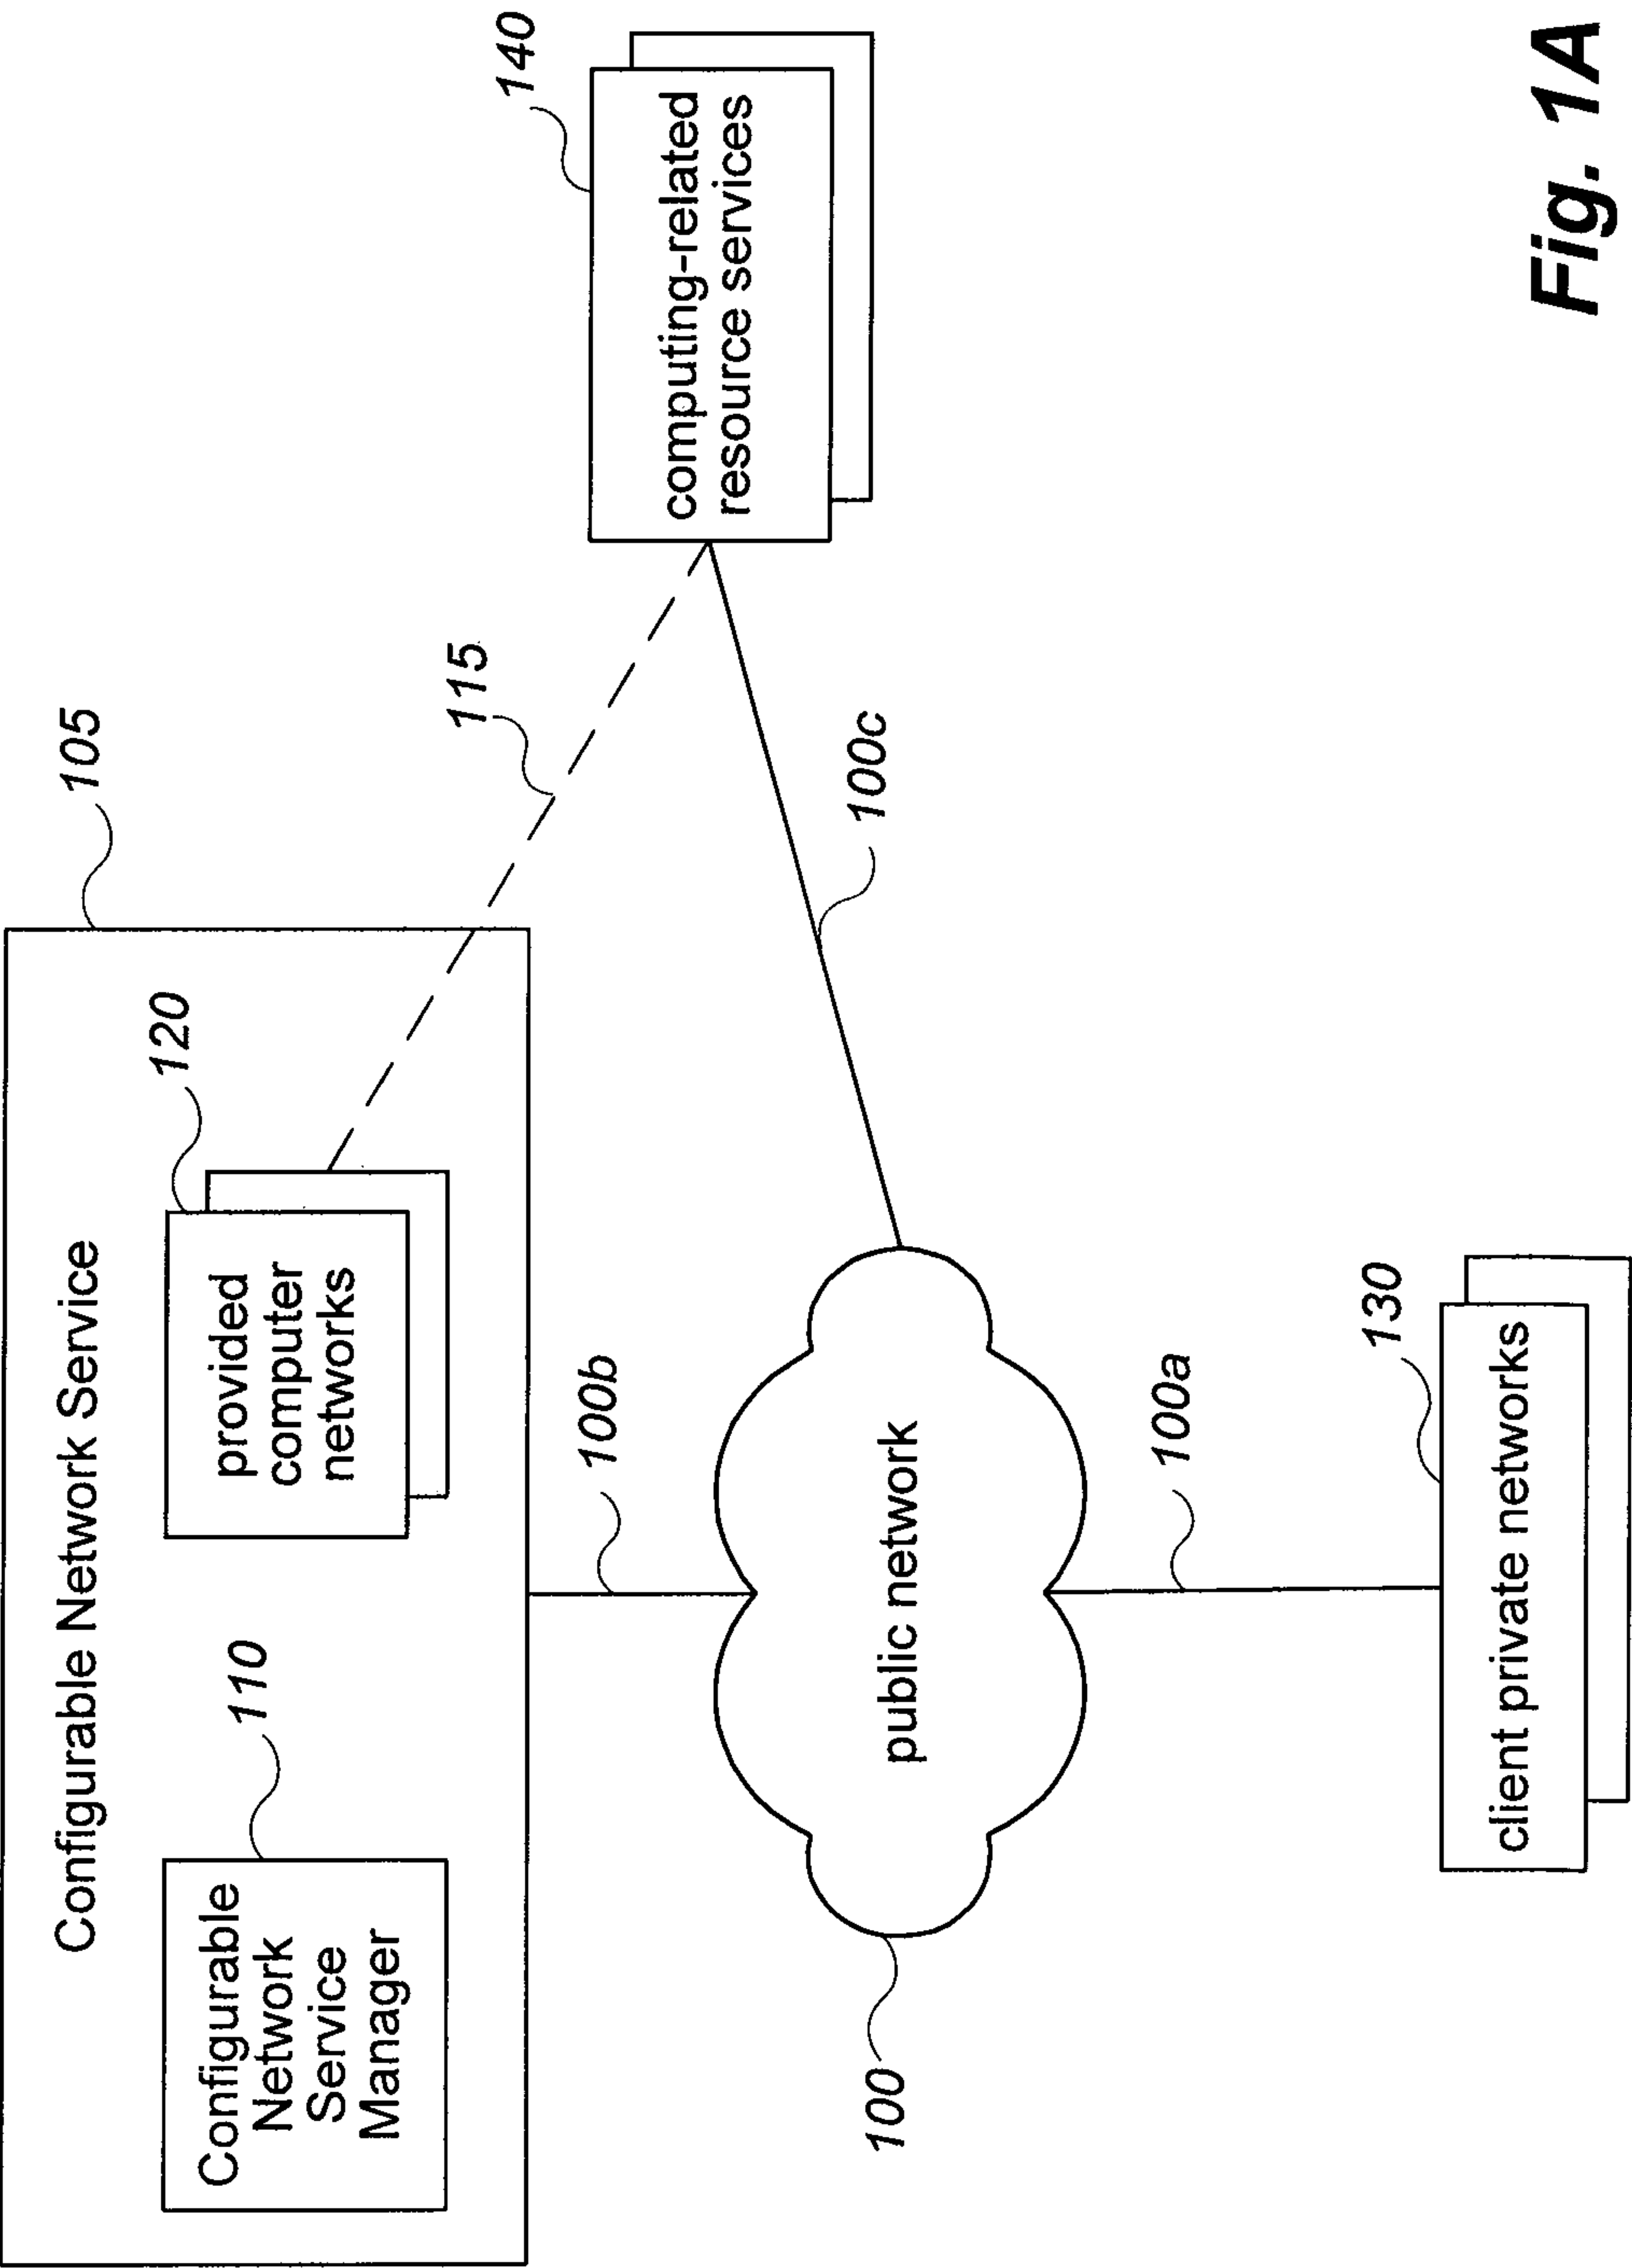 Configurable Network Service
105
110
120
Configurable
Network
Service
Manager
provided
computer
networks
115
140
computing-related
resource services
100b
100c
100
public network
100a
130
client private networks
Fig. 1A